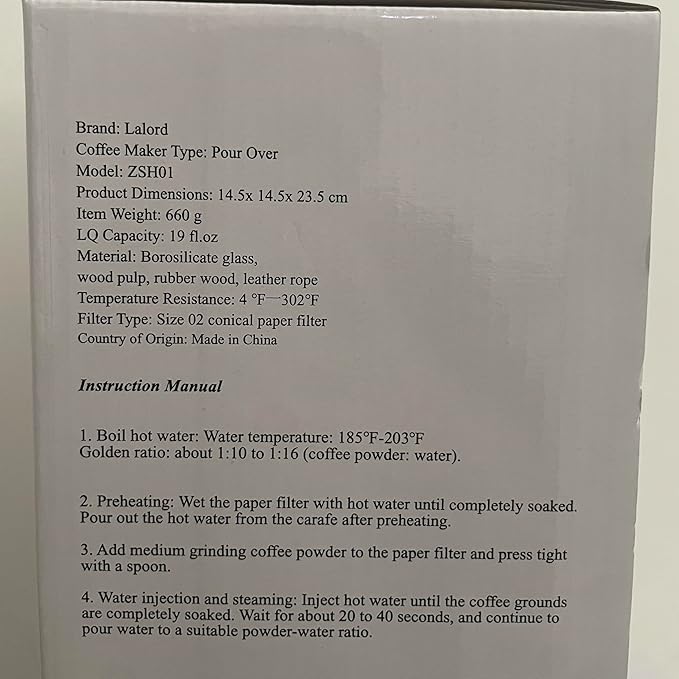 Brand: Lalord
Coffee Maker Type: Pour Over
Model: ZSH01
Product Dimensions: 14.5x 14.5x 23.5 cm
Item Weight: 660 g
LQ Capacity: 19 fl.oz
Material: Borosilicate glass,
wood pulp, rubber wood, leather rope
Temperature Resistance: 4 °F—302°F
Filter Type: Size 02 conical paper filter
Country of Origin: Made in China
Instruction Manual
1. Boil hot water: Water temperature: 185°F-203°F
Golden ratio: about 1:10 to 1:16 (coffee powder: water).
2. Preheating: Wet the paper filter with hot water until completely soaked.
Pour out the hot water from the carafe after preheating.
3. Add medium grinding coffee powder to the paper filter and press tight
with a spoon.
4. Water injection and steaming: Inject hot water until the coffee grounds
are completely soaked. Wait for about 20 to 40 seconds, and continue to
pour water to a suitable powder-water ratio.